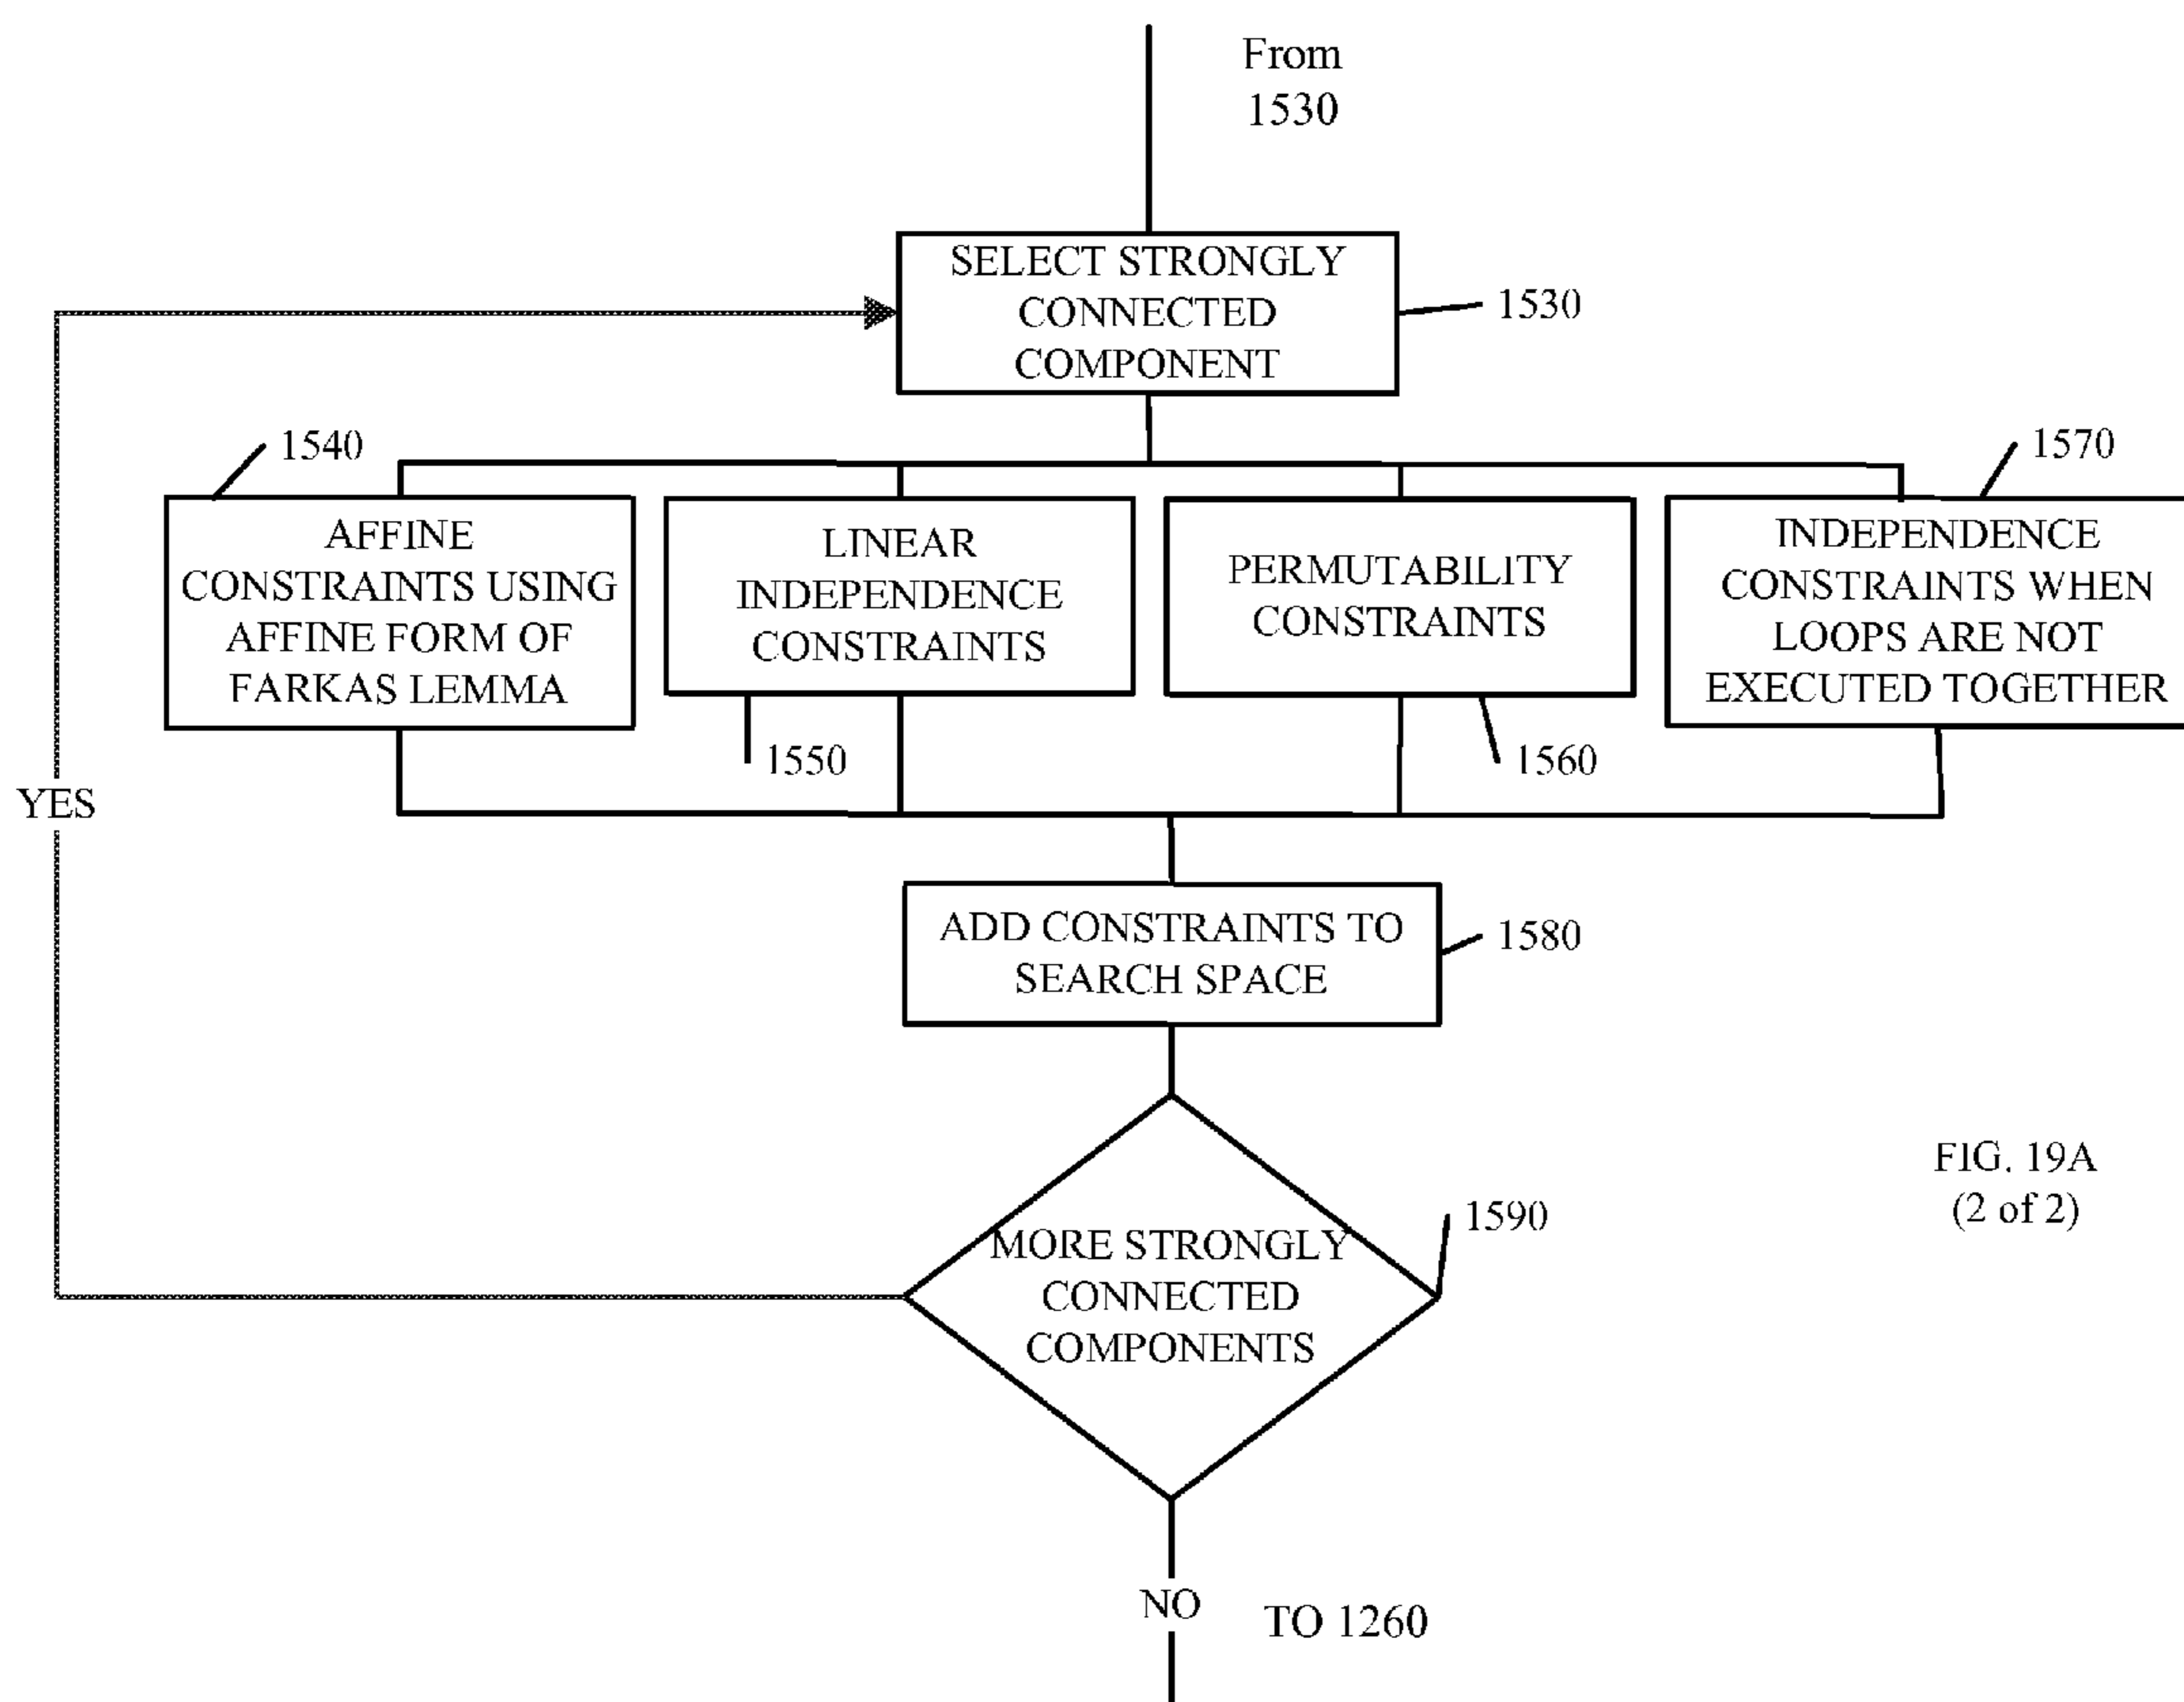 From
1530
SELECT STRONGLY
CONNECTED
COMPONENT
1530
1540
1570
AFFINE
CONSTRAINTS USING
AFFINE FORM OF
FARKAS LEMMA
LINEAR
INDEPENDENCE
CONSTRAINTS
PERMUTABILITY
CONSTRAINTS
INDEPENDENCE
CONSTRAINTS WHEN
LOOPS ARE NOT
EXECUTED TOGETHER
1550
1560
YES
ADD CONSTRAINTS TO
SEARCH SPACE
1580
MORE STRONGLY
CONNECTED
COMPONENTS
1590
FIG. 19A
(2 of 2)
NO
TO 1260